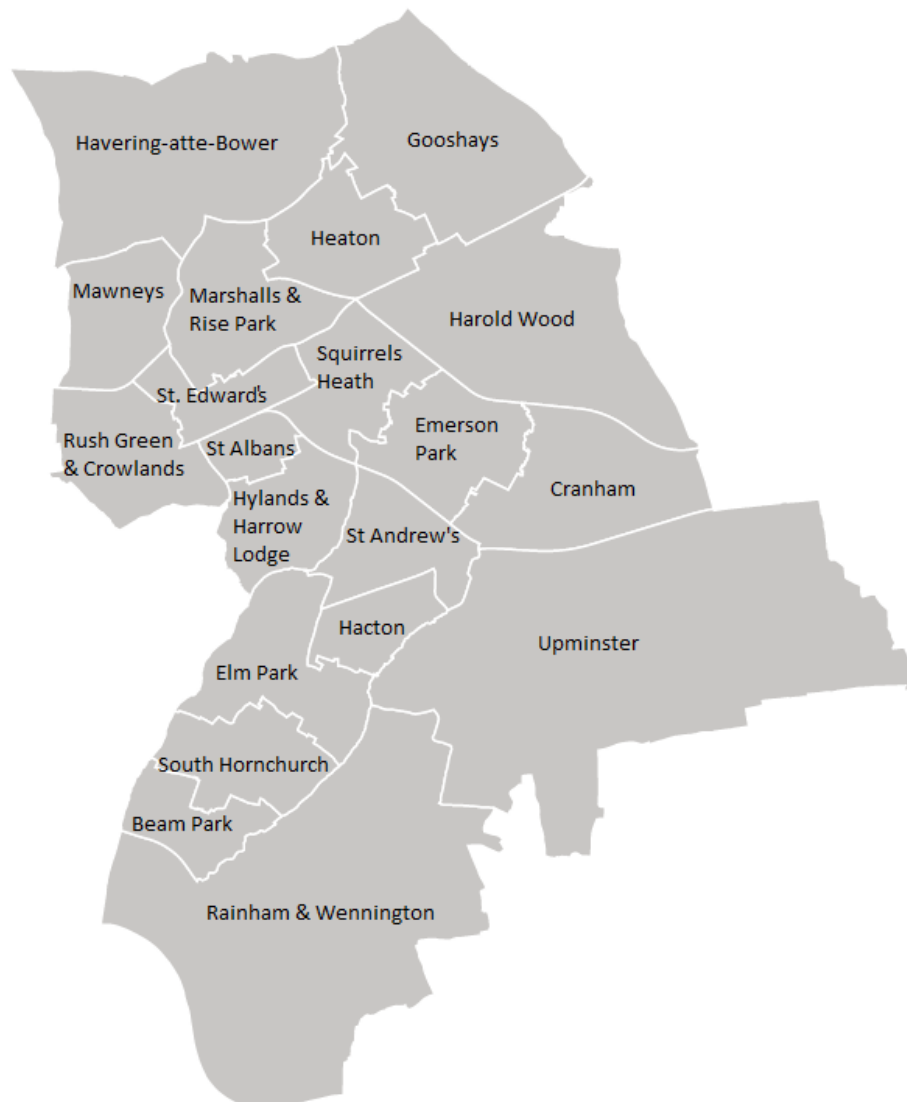 Gooshays
Havering-atte-Bower
Heaton
Mawneys
Marshalls &
Rise Park
Harold Wood
Squirrels
Heath
St. Edward's
Emerson
Park
Rush Green
& Crowlands
St Albans
Cranham
Hylands &
Harrow
Lodge
St Andrew's
Hacton
Upminster
Elm Park
South Hornchurch
Beam Park
Rainham & Wennington